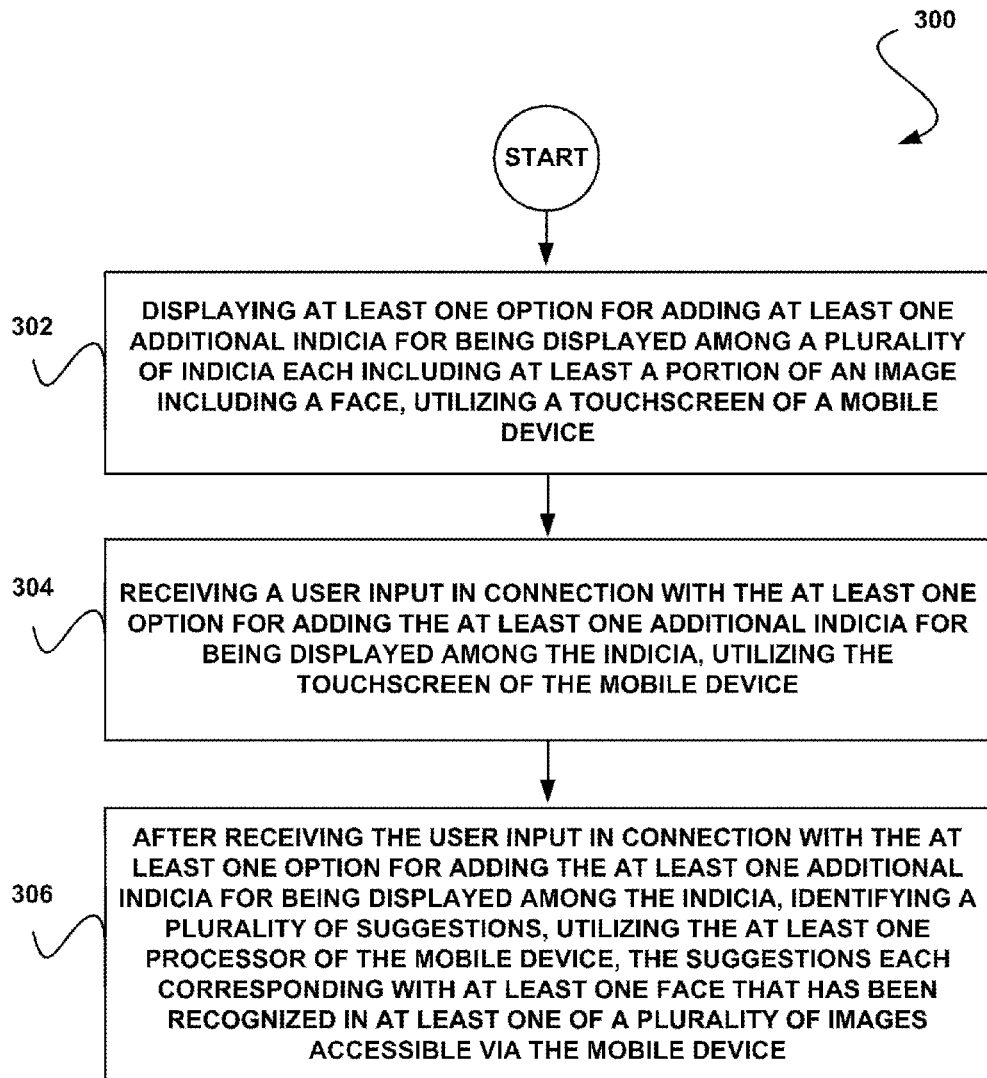 300
START
302
DISPLAYING AT LEAST ONE OPTION FOR ADDING AT LEAST ONE
ADDITIONAL INDICIA FOR BEING DISPLAYED AMONG A PLURALITY
OF INDICIA EACH INCLUDING AT LEAST A PORTION OF AN IMAGE
INCLUDING A FACE, UTILIZING A TOUCHSCREEN OF A MOBILE
DEVICE
304
RECEIVING A USER INPUT IN CONNECTION WITH THE AT LEAST ONE
OPTION FOR ADDING THE AT LEAST ONE ADDITIONAL INDICIA FOR
BEING DISPLAYED AMONG THE INDICIA, UTILIZING THE
TOUCHSCREEN OF THE MOBILE DEVICE
306
AFTER RECEIVING THE USER INPUT IN CONNECTION WITH THE AT
LEAST ONE OPTION FOR ADDING THE AT LEAST ONE ADDITIONAL
INDICIA FOR BEING DISPLAYED AMONG THE INDICIA, IDENTIFYING A
PLURALITY OF SUGGESTIONS, UTILIZING THE AT LEAST ONE
PROCESSOR OF THE MOBILE DEVICE, THE SUGGESTIONS EACH
CORRESPONDING WITH AT LEAST ONE FACE THAT HAS BEEN
RECOGNIZED IN AT LEAST ONE OF A PLURALITY OF IMAGES
ACCESSIBLE VIA THE MOBILE DEVICE